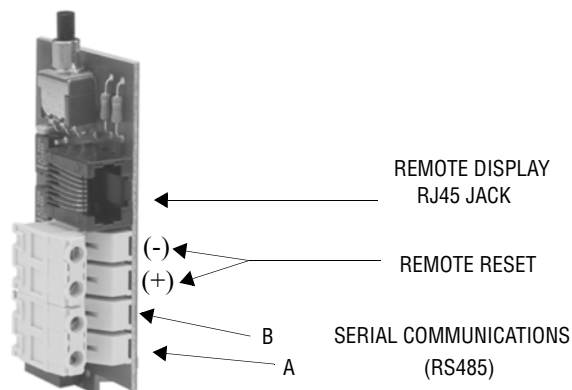 REMOTE DISPLAY
RJ45 JACK
(-)
(+)
REMOTE RESET
B
A
SERIAL COMMUNICATIONS
(RS485)